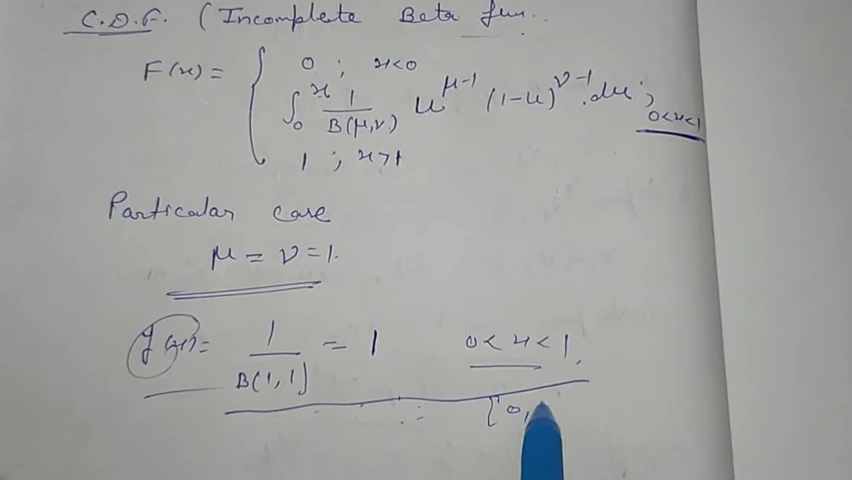 C.D.F. (Incomplete Beta fun..
F(x) = { 0 ; x<0
∫₀ˣ 1/B(μ,ν) u^(μ-1) (1-u)^(ν-1) .du ; 0<x<1
1 ; x>1
Particular case
μ = ν = 1.
f(x) = 1/B(1,1) = 1 0<x<1.
∴ [0,